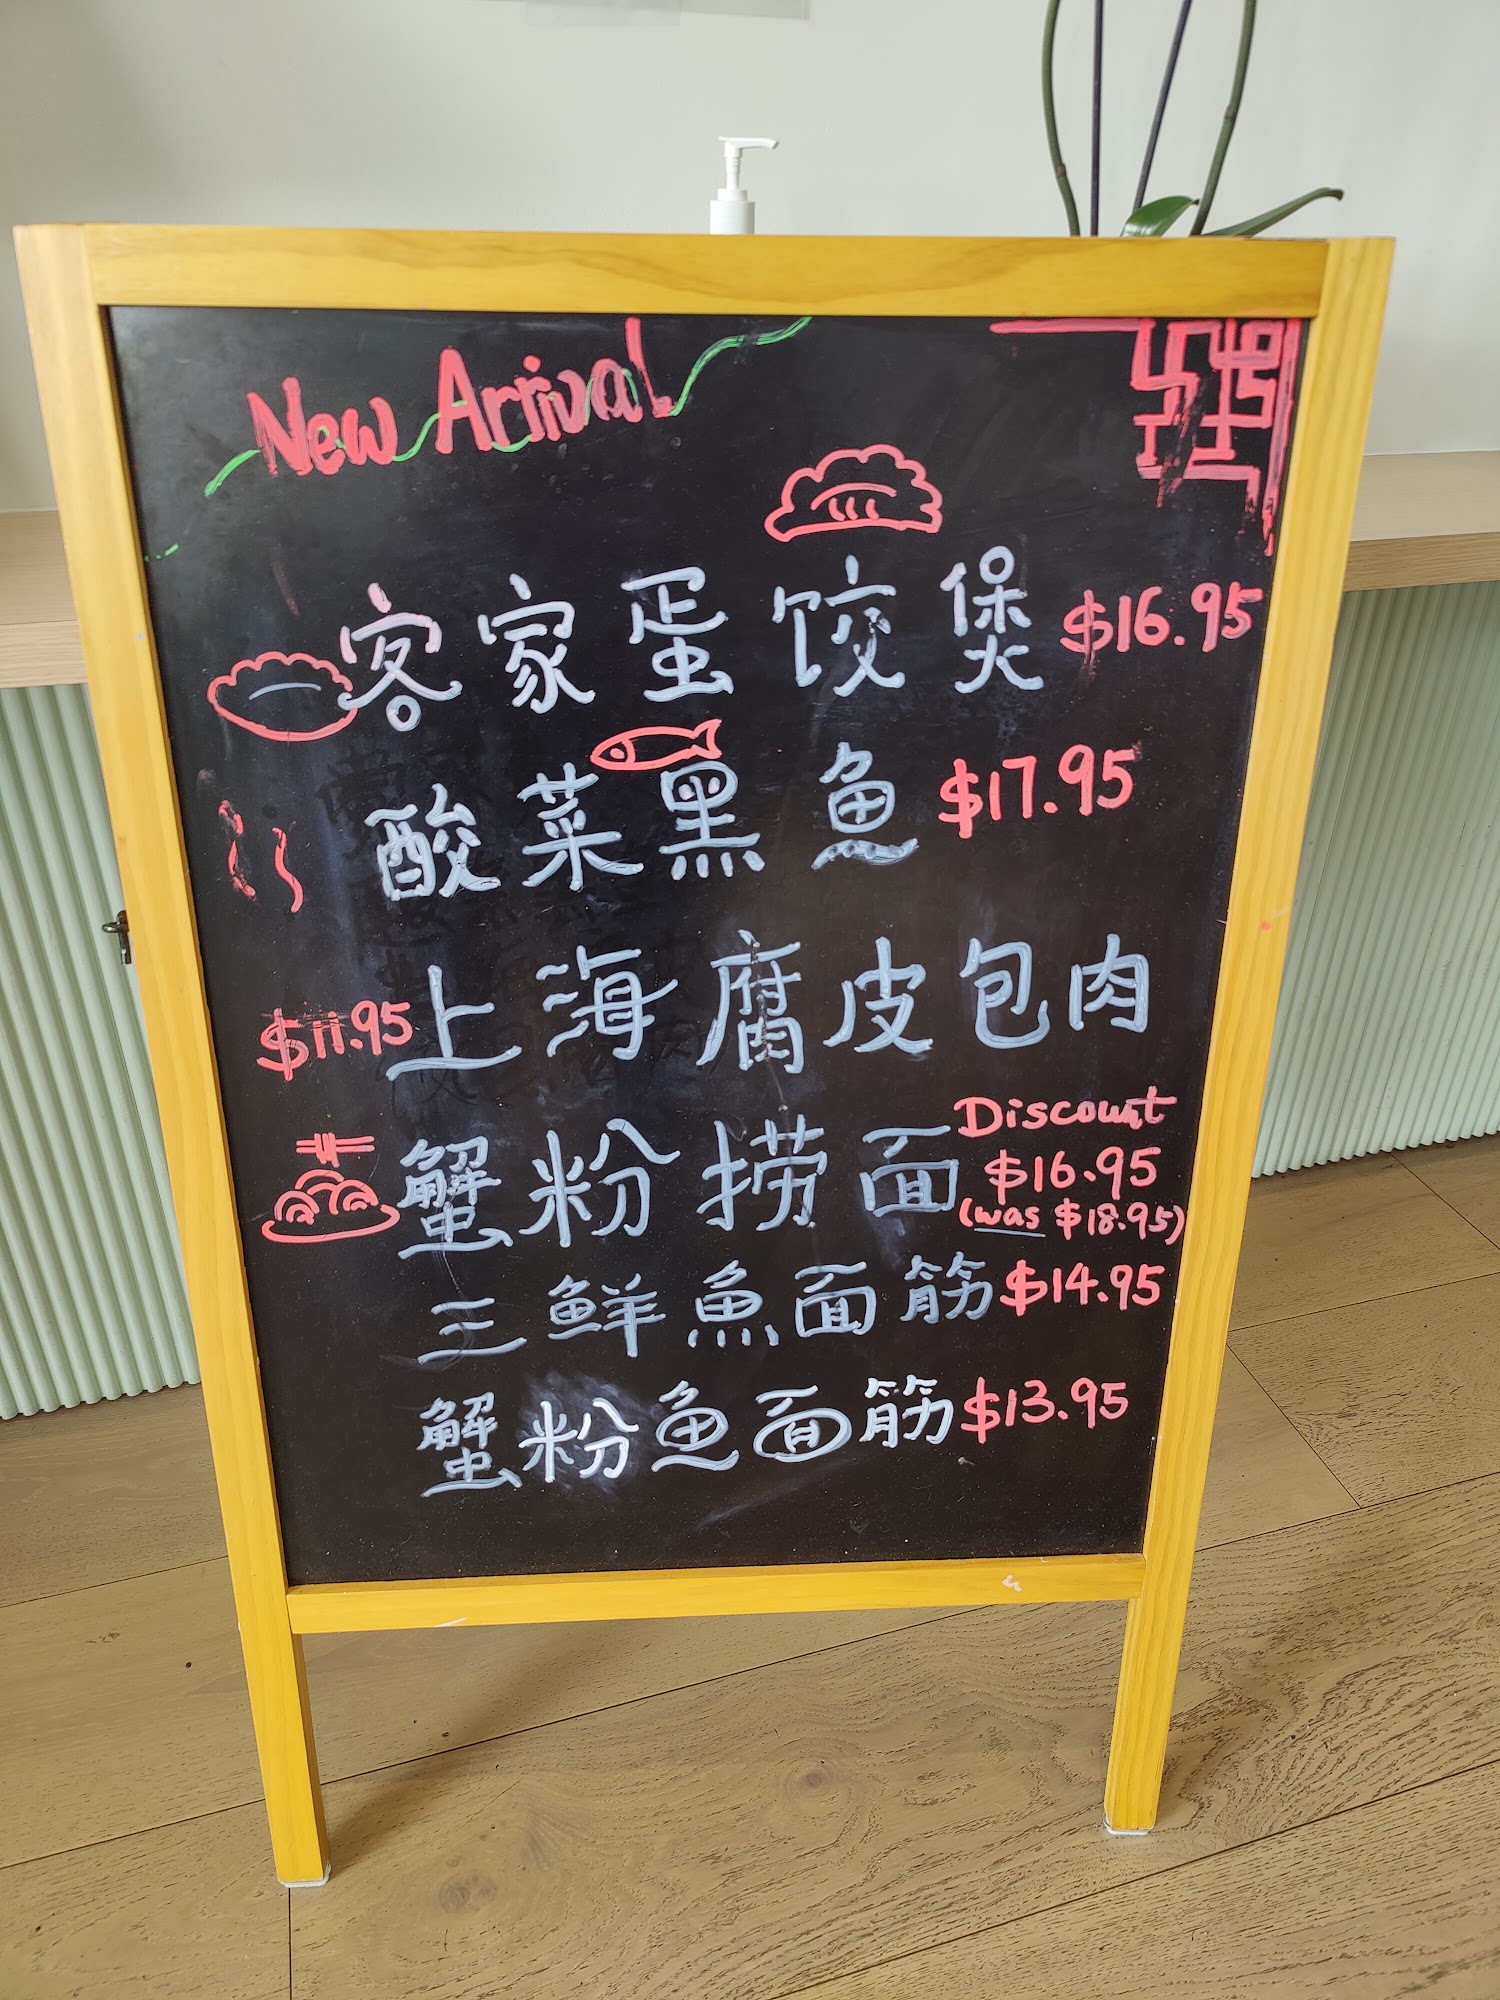 New Arrival
客家蛋饺煲 $16.95
酸菜黑魚 $17.95
$11.95 上海腐皮包肉
Discount
蟹粉捞面 $16.95
(was $18.95)
三鲜魚面筋 $14.95
蟹粉鱼面筋 $13.95